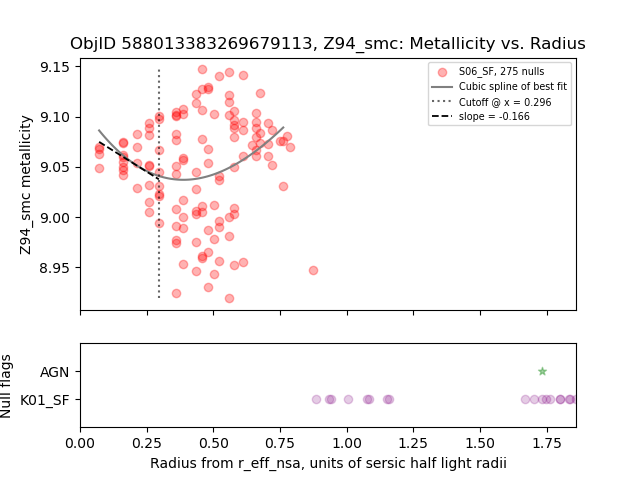 ObjID 588013383269679113, Z94_smc: Metallicity vs. Radius
9.15
9.10
9.05
9.00
8.95
Z94_smc metallicity
S06_SF, 275 nulls
Cubic spline of best fit
Cutoff @ x = 0.296
slope = -0.166
AGN
K01_SF
Null flags
0.00
0.25
0.50
0.75
1.00
1.25
1.50
1.75
Radius from r_eff_nsa, units of sersic half light radii